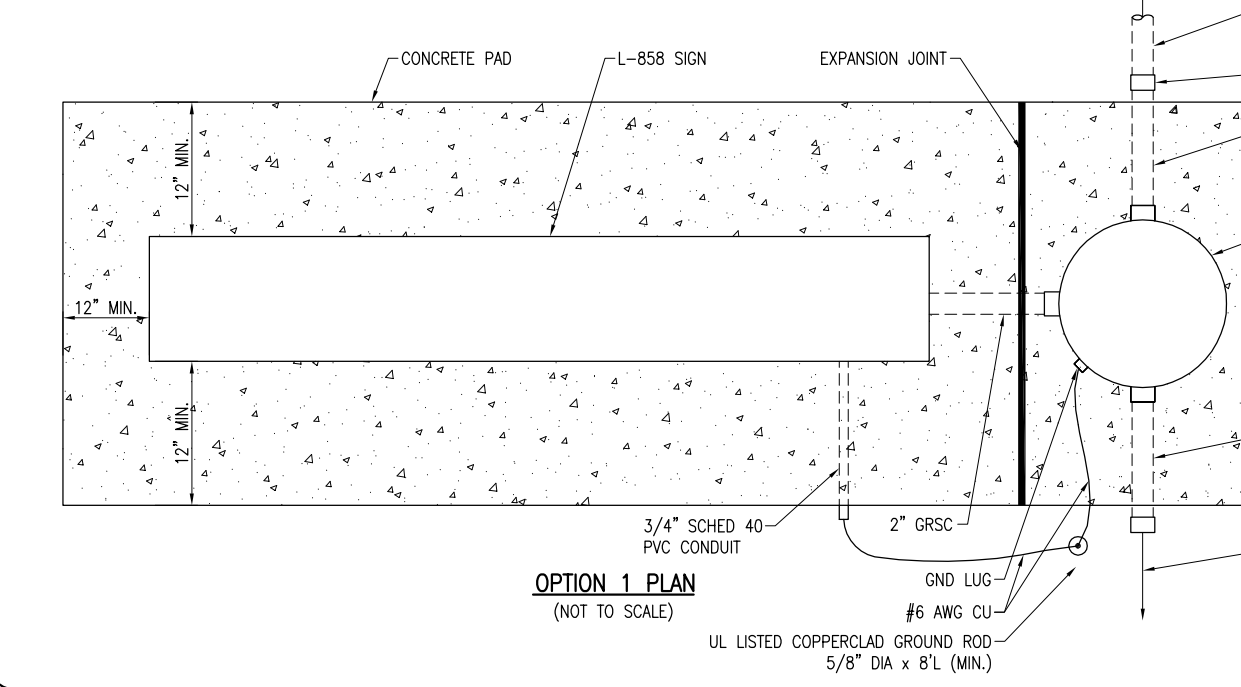 CONCRETE PAD
L-858 SIGN
EXPANSION JOINT
12" MIN.
12" MIN.
12" MIN.
3/4" SCHED 40
PVC CONDUIT
2" GRSC
OPTION 1 PLAN
(NOT TO SCALE)
GND LUG
#6 AWG CU
UL LISTED COPPERCLAD GROUND ROD
5/8" DIA x 8'L (MIN.)